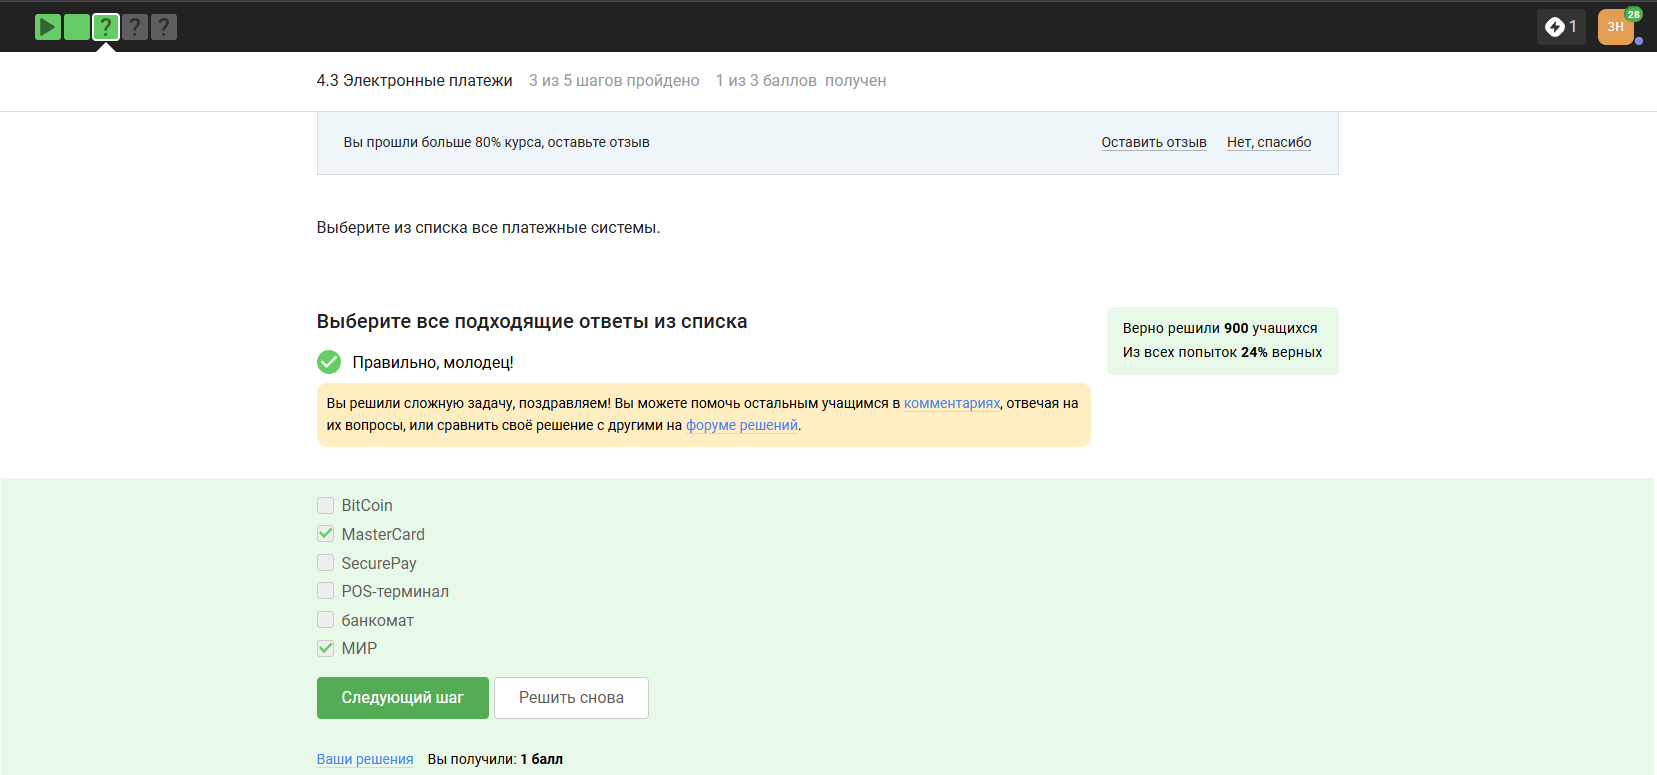 ? ? ?
1
ЗН
28
4.3 Электронные платежи 3 из 5 шагов пройдено 1 из 3 баллов получен
Вы прошли больше 80% курса, оставьте отзыв Оставить отзыв Нет, спасибо
Выберите из списка все платежные системы.
Выберите все подходящие ответы из списка
Верно решили 900 учащихся
Из всех попыток 24% верных
Правильно, молодец!
Вы решили сложную задачу, поздравляем! Вы можете помочь остальным учащимся в комментариях, отвечая на
их вопросы, или сравнить своё решение с другими на форуме решений.
BitCoin
MasterCard
SecurePay
POS-терминал
банкомат
МИР
Следующий шаг Решить снова
Ваши решения Вы получили: 1 балл